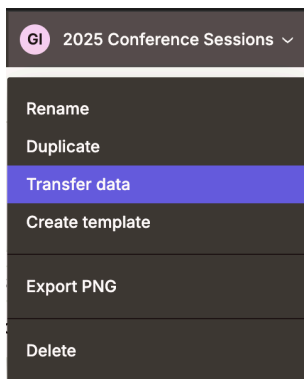 GI 2025 Conference Sessions
Rename
Duplicate
Transfer data
Create template
Export PNG
Delete